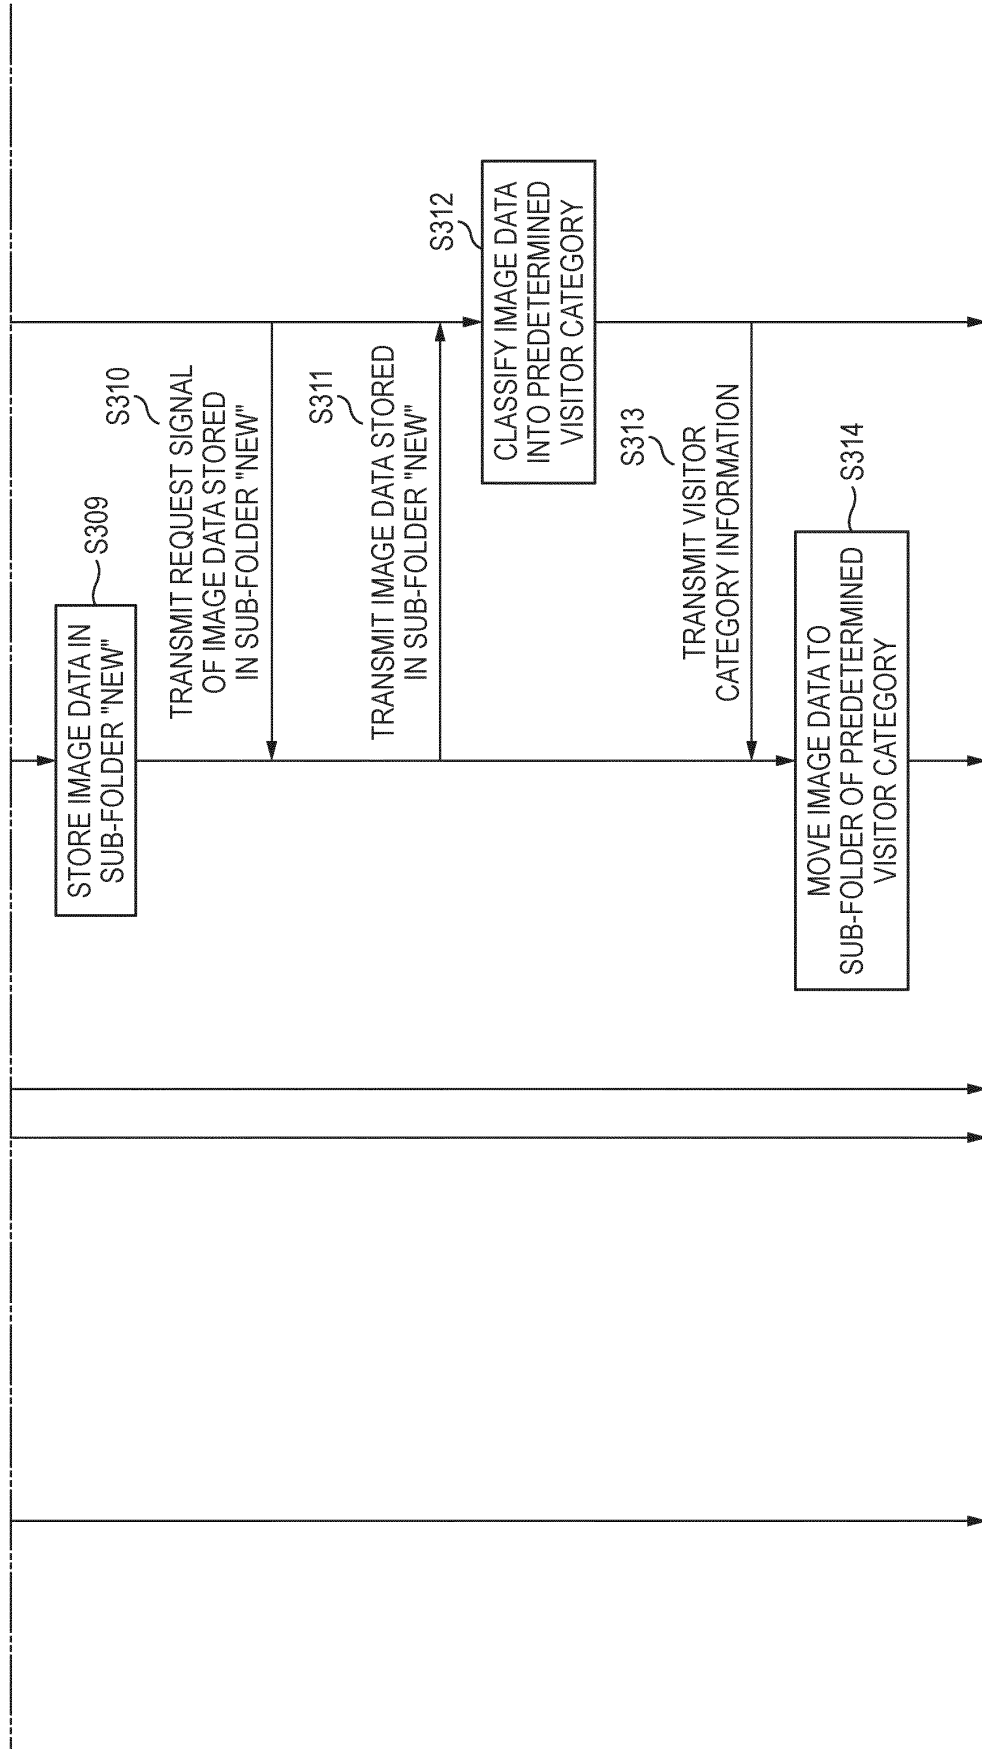 STORE IMAGE DATA IN
SUB-FOLDER "NEW"
S309
S310
TRANSMIT REQUEST SIGNAL
OF IMAGE DATA STORED
IN SUB-FOLDER "NEW"
S311
TRANSMIT IMAGE DATA STORED
IN SUB-FOLDER "NEW"
S312
CLASSIFY IMAGE DATA
INTO PREDETERMINED
VISITOR CATEGORY
S313
TRANSMIT VISITOR
CATEGORY INFORMATION
S314
MOVE IMAGE DATA TO
SUB-FOLDER OF PREDETERMINED
VISITOR CATEGORY